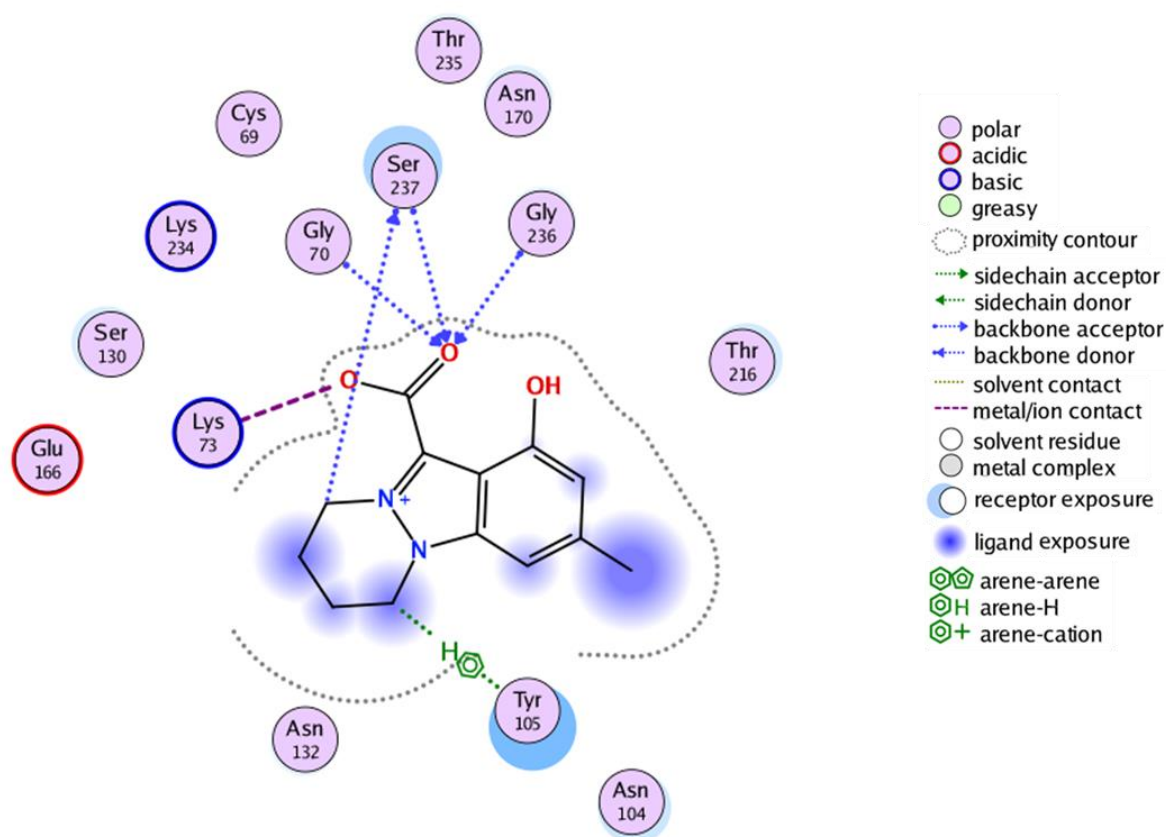 Thr
235
Asn
170
Cys
69
Ser
237
Lys
234
Gly
70
Gly
236
Ser
130
Thr
216
Lys
73
Glu
166
O
O
OH
N+
N
H
Tyr
105
Asn
132
Asn
104
polar
acidic
basic
greasy
proximity contour
sidechain acceptor
sidechain donor
backbone acceptor
backbone donor
solvent contact
metal/ion contact
solvent residue
metal complex
receptor exposure
ligand exposure
arene-arene
H arene-H
+ arene-cation